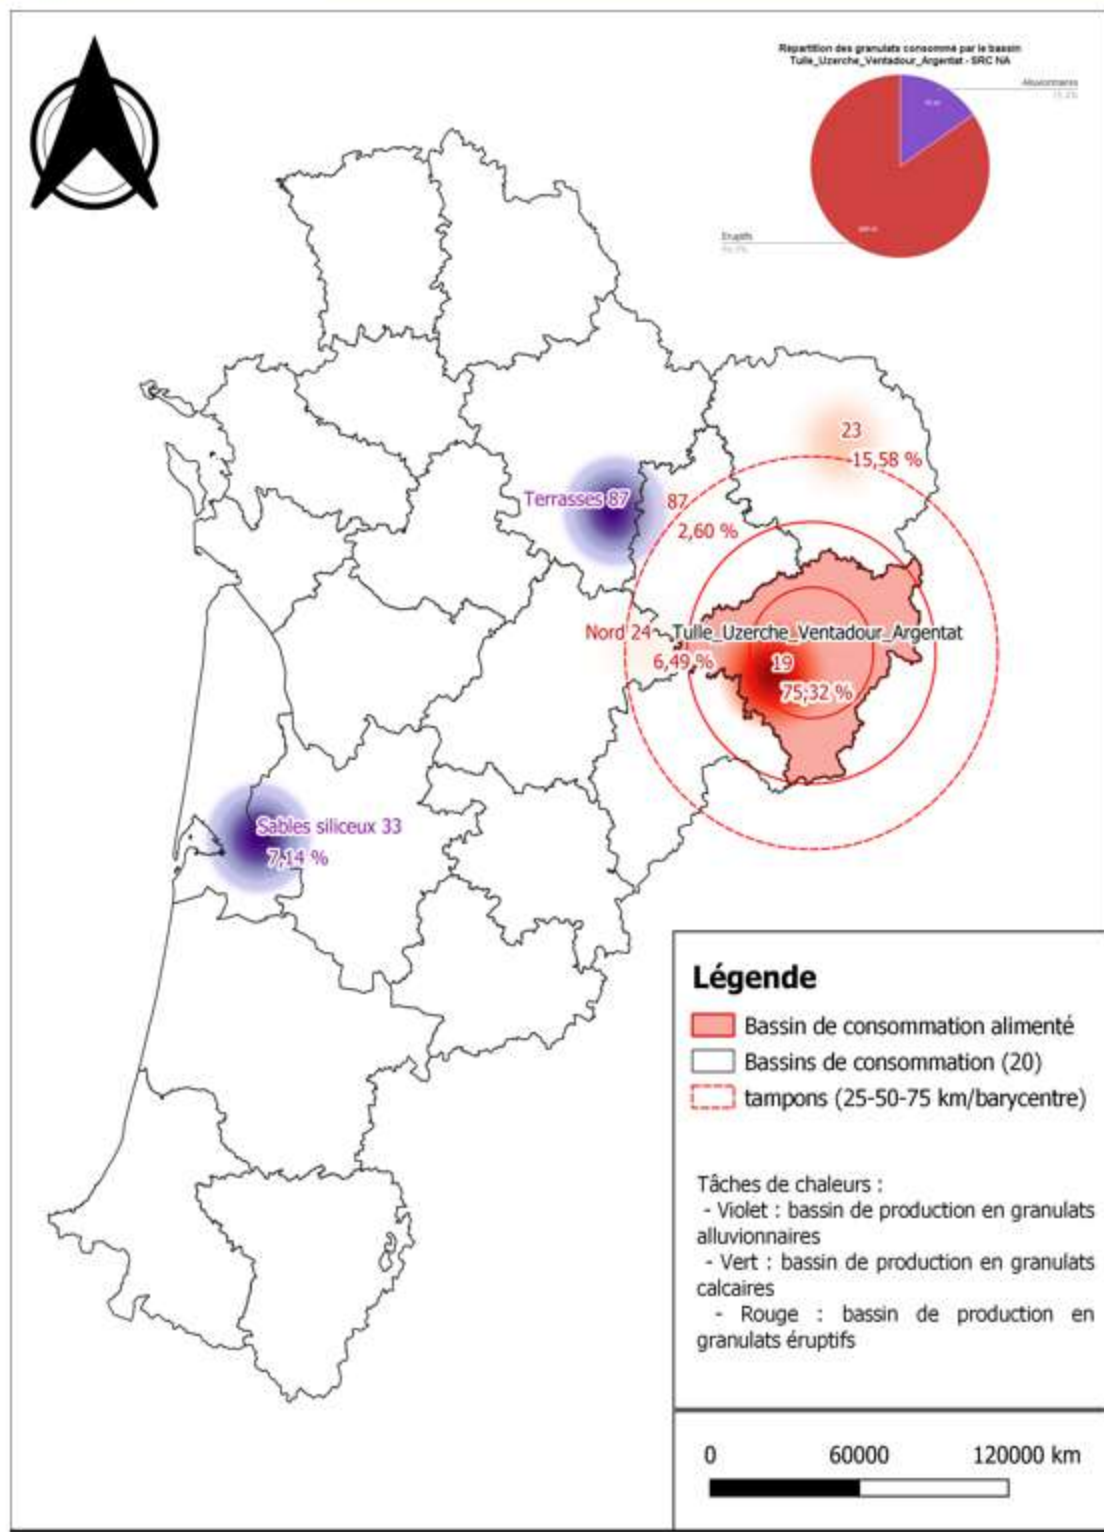 Répartition des granulats consommé par le bassin
Tulle_Uzerche_Ventadour_Argentat - SRC NA
Alluvionnaires
Eruptifs
23
15,58 %
Terrasses 87
87
2,60 %
Nord 24
6,49 %
Tulle_Uzerche_Ventadour_Argentat
19
75,32 %
Sables siliceux 33
7,14 %
Légende
Bassin de consommation alimenté
Bassins de consommation (20)
tampons (25-50-75 km/barycentre)
Tâches de chaleurs :
- Violet : bassin de production en granulats
alluvionnaires
- Vert : bassin de production en granulats
calcaires
- Rouge : bassin de production en
granulats éruptifs
0 60000 120000 km